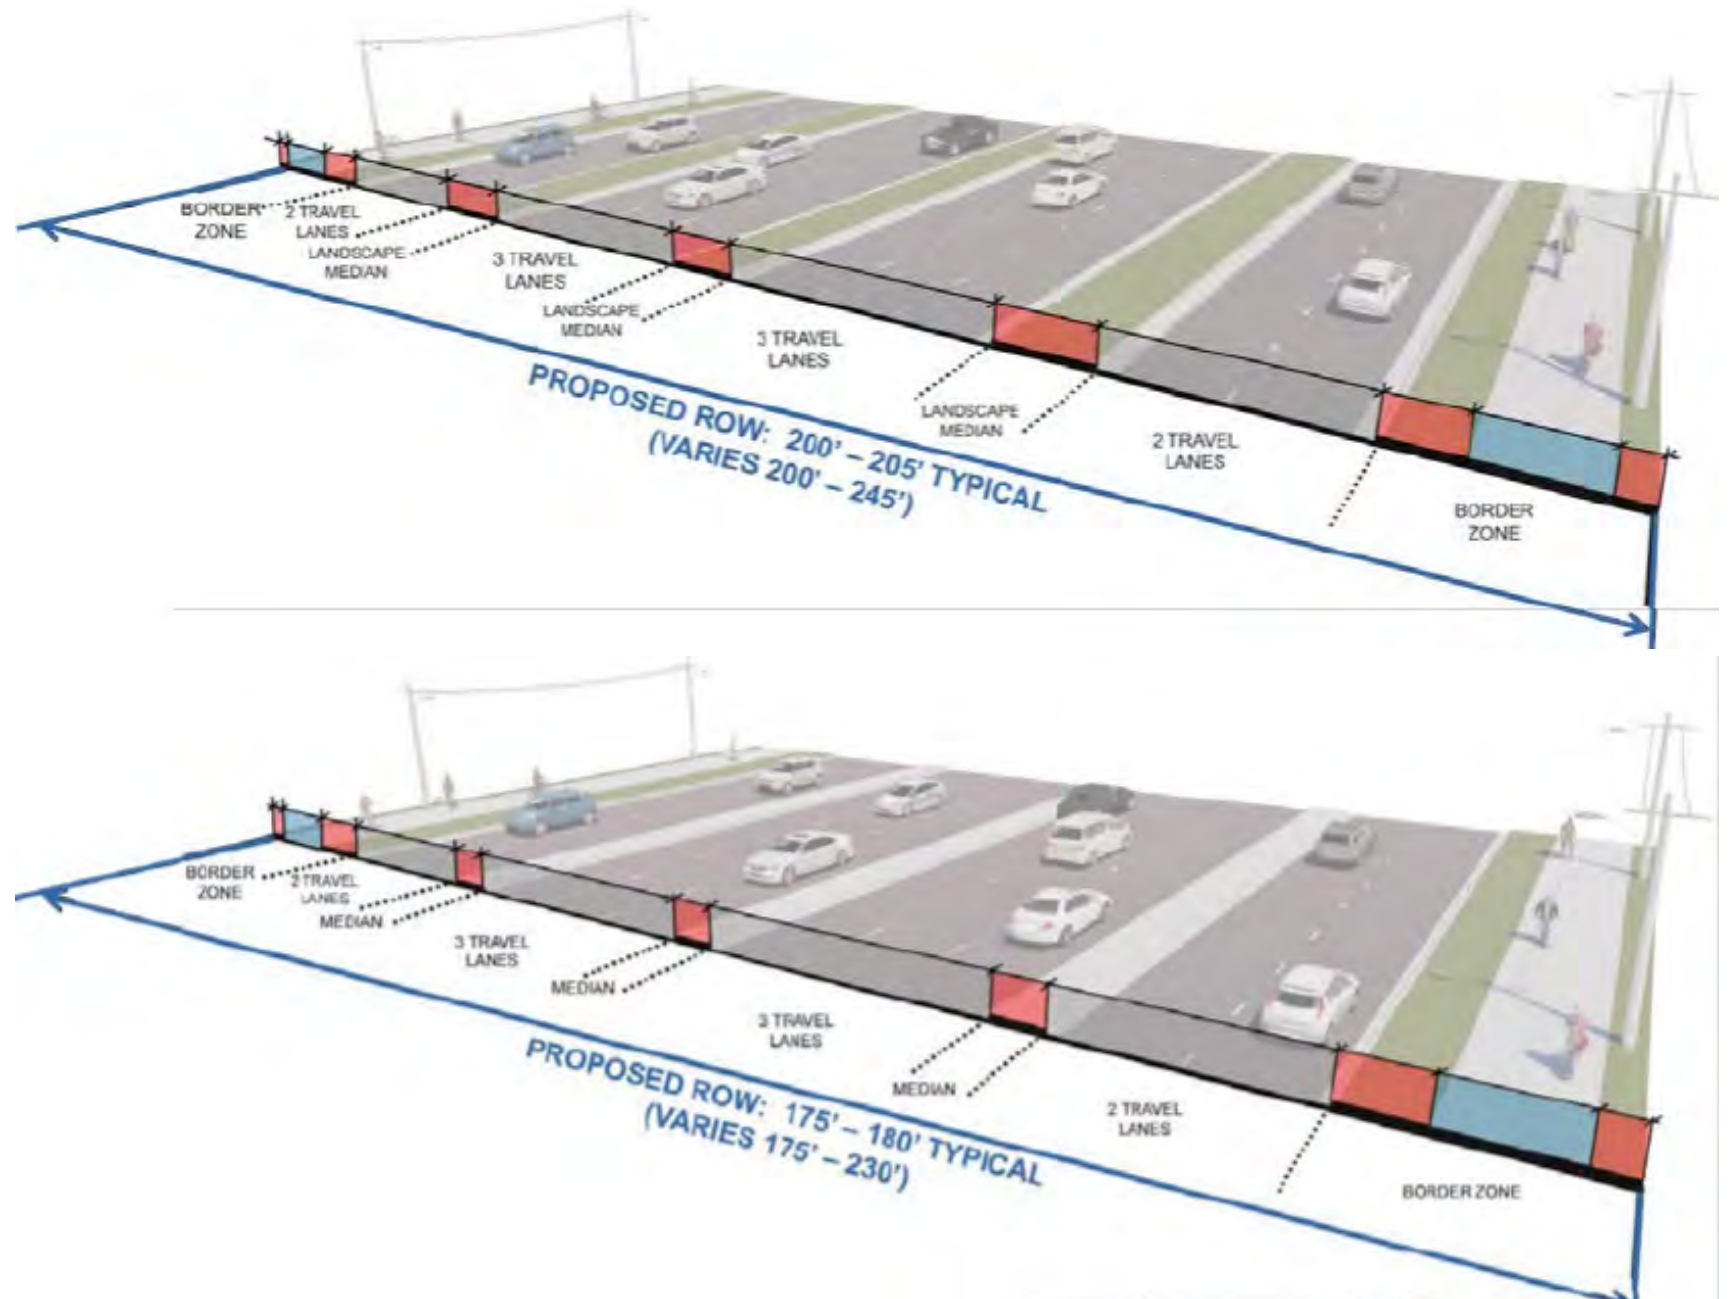 BORDER
ZONE
2 TRAVEL
LANES
LANDSCAPE
MEDIAN
3 TRAVEL
LANES
LANDSCAPE
MEDIAN
3 TRAVEL
LANES
LANDSCAPE
MEDIAN
2 TRAVEL
LANES
BORDER
ZONE
PROPOSED ROW: 200' – 205' TYPICAL
(VARIES 200' – 245')
BORDER
ZONE
2 TRAVEL
LANES
MEDIAN
3 TRAVEL
LANES
MEDIAN
3 TRAVEL
LANES
MEDIAN
2 TRAVEL
LANES
BORDER ZONE
PROPOSED ROW: 175' – 180' TYPICAL
(VARIES 175' – 230')